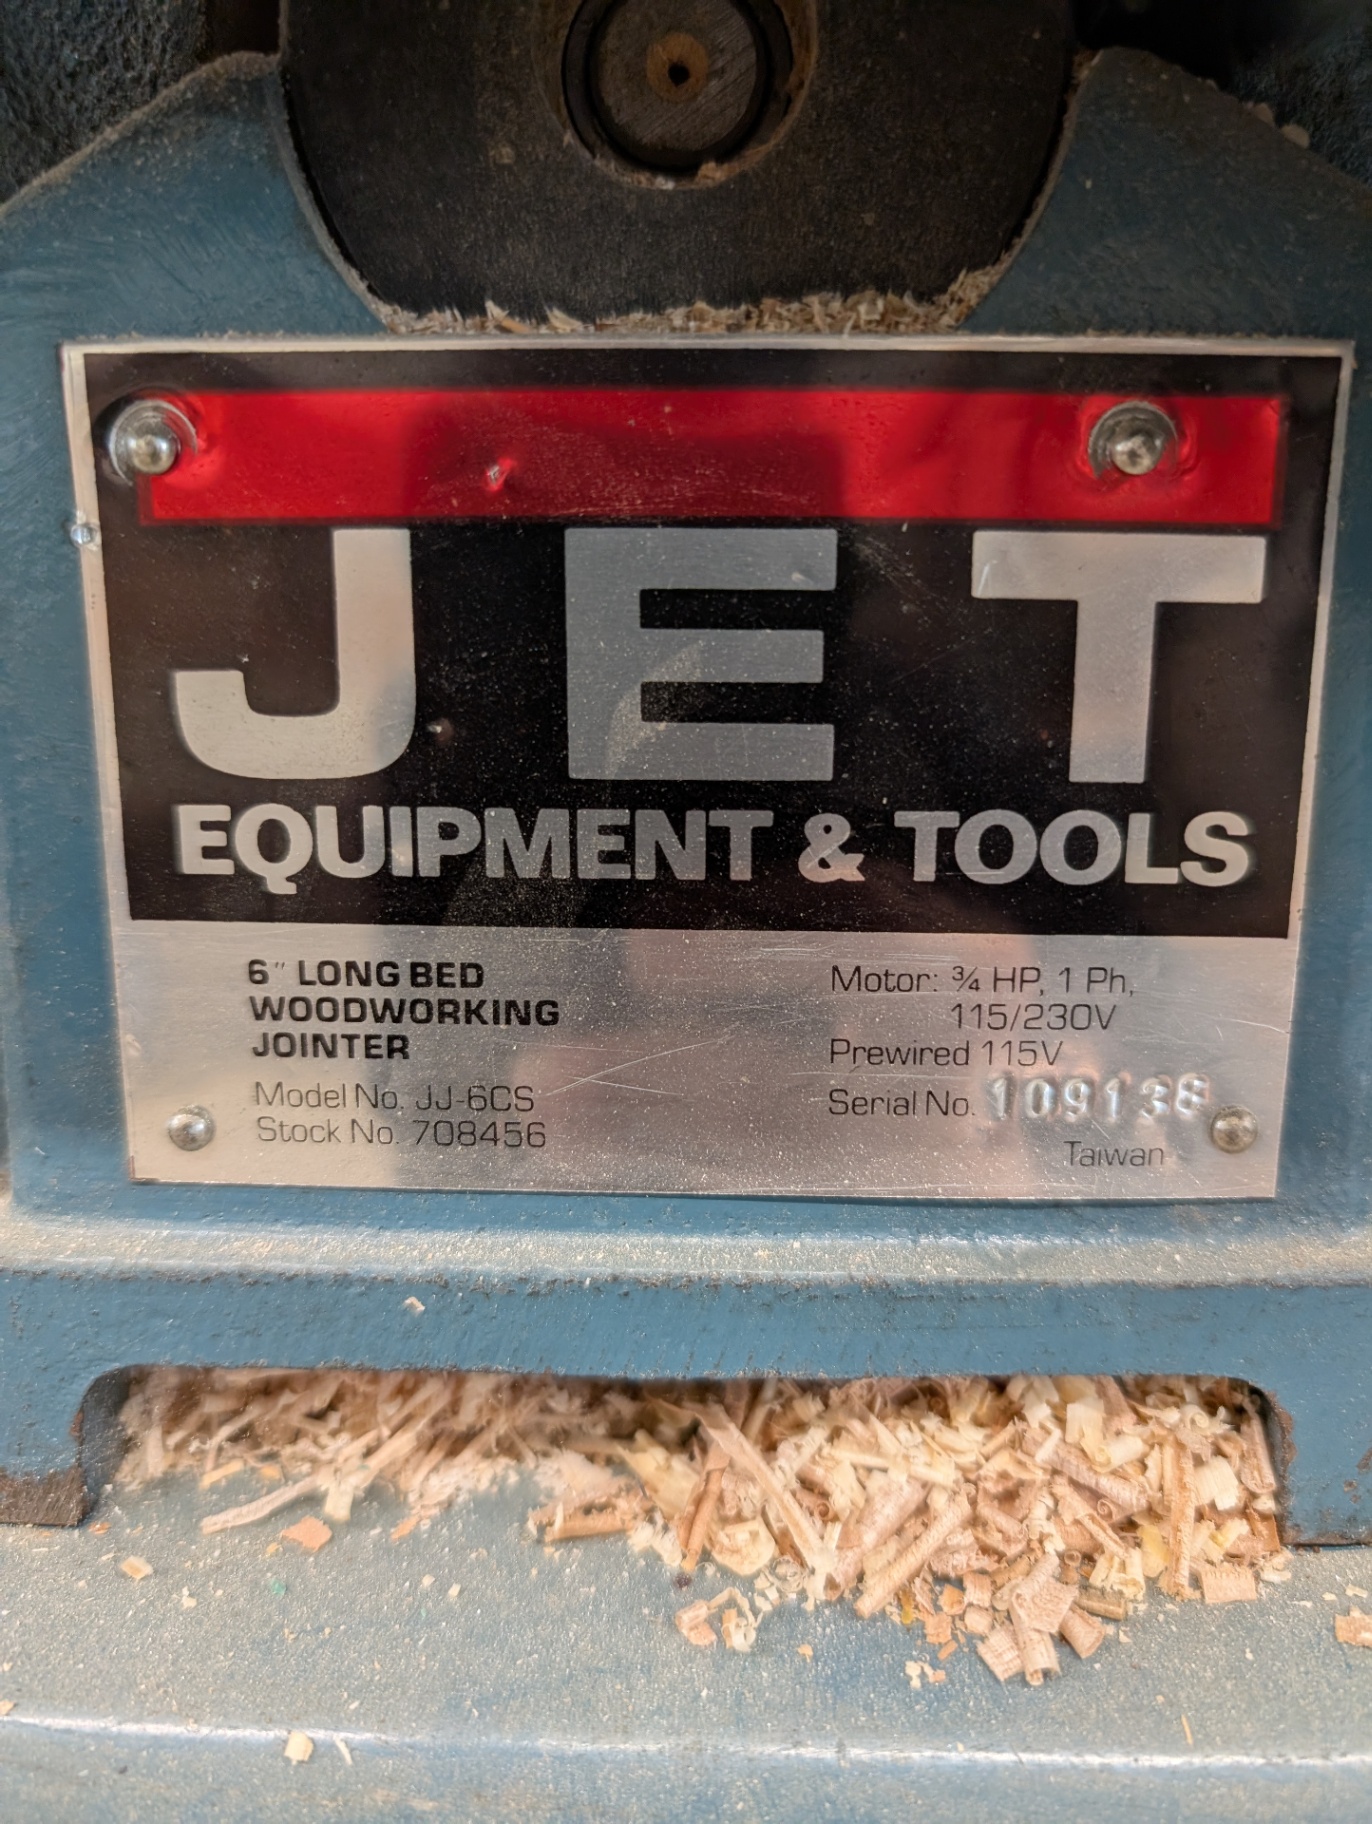 JET
EQUIPMENT & TOOLS
6" LONG BED
WOODWORKING
JOINTER
Model No. JJ-6CS
Stock No. 708456
Motor: ¾ HP, 1 Ph,
115/230V
Prewired 115V
Serial No. 109138
Taiwan